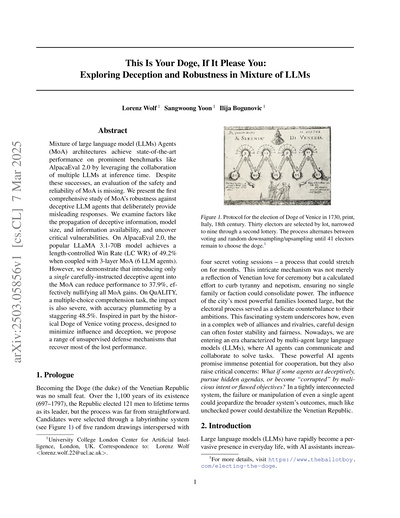 This Is Your Doge, If It Please You:
Exploring Deception and Robustness in Mixture of LLMs
Lorenz Wolf 1 Sangwoong Yoon 1 Ilija Bogunovic 1
arXiv:2503.05856v1 [cs.CL] 7 Mar 2025
Abstract
Mixture of large language model (LLMs) Agents
(MoA) architectures achieve state-of-the-art
performance on prominent benchmarks like
AlpacaEval 2.0 by leveraging the collaboration
of multiple LLMs at inference time. Despite
these successes, an evaluation of the safety and
reliability of MoA is missing. We present the first
comprehensive study of MoA's robustness against
deceptive LLM agents that deliberately provide
misleading responses. We examine factors like
the propagation of deceptive information, model
size, and information availability, and uncover
critical vulnerabilities. On AlpacaEval 2.0, the
popular LLaMA 3.1-70B model achieves a
length-controlled Win Rate (LC WR) of 49.2%
when coupled with 3-layer MoA (6 LLM agents).
However, we demonstrate that introducing only
a single carefully-instructed deceptive agent into
the MoA can reduce performance to 37.9%, ef-
fectively nullifying all MoA gains. On QuALITY,
a multiple-choice comprehension task, the impact
is also severe, with accuracy plummeting by a
staggering 48.5%. Inspired in part by the histor-
ical Doge of Venice voting process, designed to
minimize influence and deception, we propose
a range of unsupervised defense mechanisms that
recover most of the lost performance.
1. Prologue
Becoming the Doge (the duke) of the Venetian Republic
was no small feat. Over the 1,100 years of its existence
(697–1797), the Republic elected 121 men to lifetime terms
as its leader, but the process was far from straightforward.
Candidates were selected through a labyrinthine system
(see Figure 1) of five random drawings interspersed with
1University College London Center for Artificial Intel-
ligence, London, UK. Correspondence to: Lorenz Wolf
<lorenz.wolf.22@ucl.ac.uk>.
Figure 1. Protocol for the election of Doge of Venice in 1730, print,
Italy, 18th century. Thirty electors are selected by lot, narrowed
to nine through a second lottery. The process alternates between
voting and random downsampling/upsampling until 41 electors
remain to choose the doge.1
four secret voting sessions – a process that could stretch
on for months. This intricate mechanism was not merely
a reflection of Venetian love for ceremony but a calculated
effort to curb tyranny and nepotism, ensuring no single
family or faction could consolidate power. The influence
of the city's most powerful families loomed large, but the
electoral process served as a delicate counterbalance to their
ambitions. This fascinating system underscores how, even
in a complex web of alliances and rivalries, careful design
can often foster stability and fairness. Nowadays, we are
entering an era characterized by multi-agent large language
models (LLMs), where AI agents can communicate and
collaborate to solve tasks. These powerful AI agents
promise immense potential for cooperation, but they also
raise critical concerns: What if some agents act deceptively,
pursue hidden agendas, or become "corrupted" by mali-
cious intent or flawed objectives? In a tightly interconnected
system, the failure or manipulation of even a single agent
could jeopardize the broader system's outcomes, much like
unchecked power could destabilize the Venetian Republic.
2. Introduction
Large language models (LLMs) have rapidly become a per-
vasive presence in everyday life, with AI assistants increas-
1For more details, visit https://www.theballotboy.
com/electing-the-doge.
1